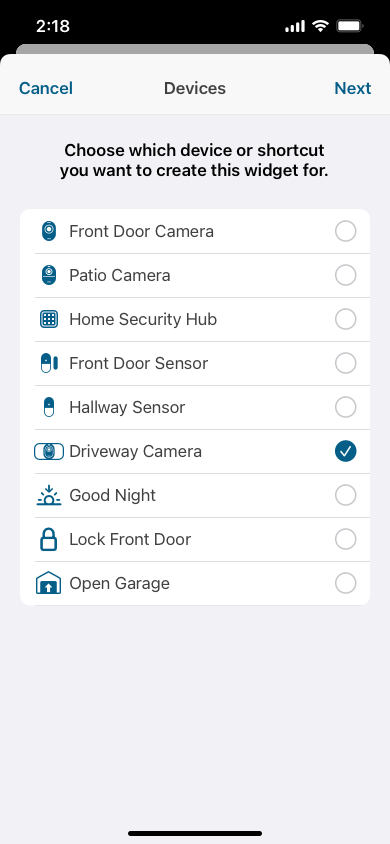 2:18
Cancel
Devices
Next
Choose which device or shortcut
you want to create this widget for.
Front Door Camera
Patio Camera
Home Security Hub
Front Door Sensor
Hallway Sensor
Driveway Camera
Good Night
Lock Front Door
Open Garage